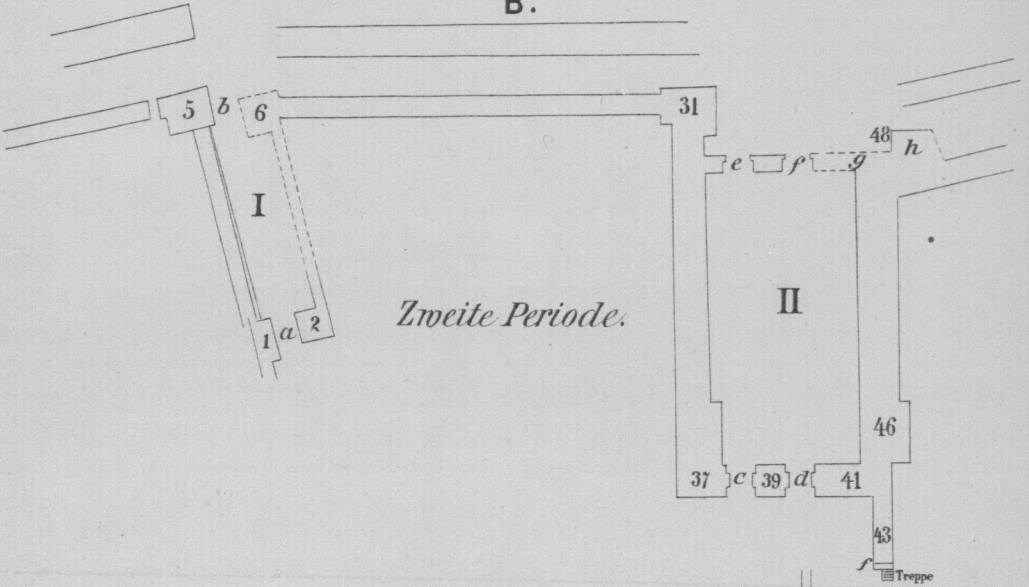 B.
5 b 6
31
48 h
e f g
I
II
Zweite Periode.
1 a 2
46
37 c 39 d 41
43
f
Treppe